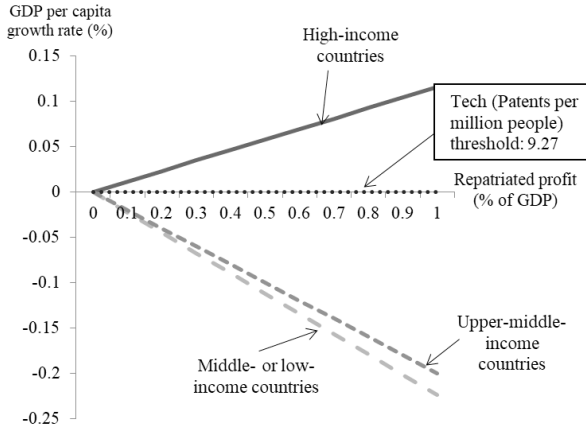 GDP per capita
growth rate (%)
0.15
0.1
0.05
0
-0.05
-0.1
-0.15
-0.2
-0.25
High-income
countries
Tech (Patents per
million people)
threshold: 9.27
Repatriated profit
(% of GDP)
0 0.1 0.2 0.3 0.4 0.5 0.6 0.7 0.8 0.9 1
Middle- or low-
income countries
Upper-middle-
income
countries